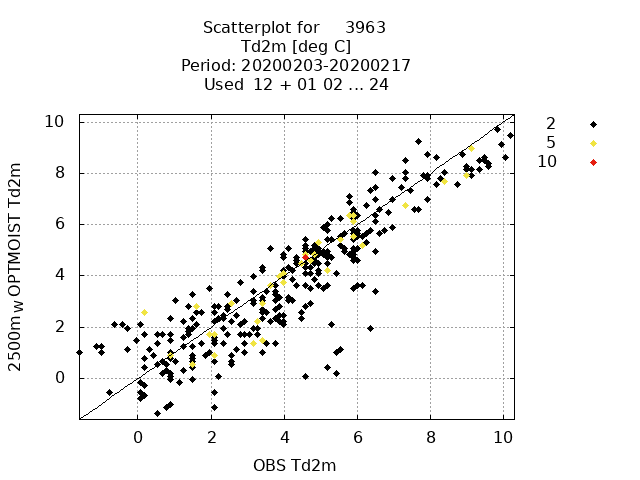 Scatterplot for 3963
Td2m [deg C]
Period: 20200203-20200217
Used 12 + 01 02 ... 24
2
5
10
10
8
6
4
2
0
2500m_w OPTMOIST Td2m
0 2 4 6 8 10
OBS Td2m